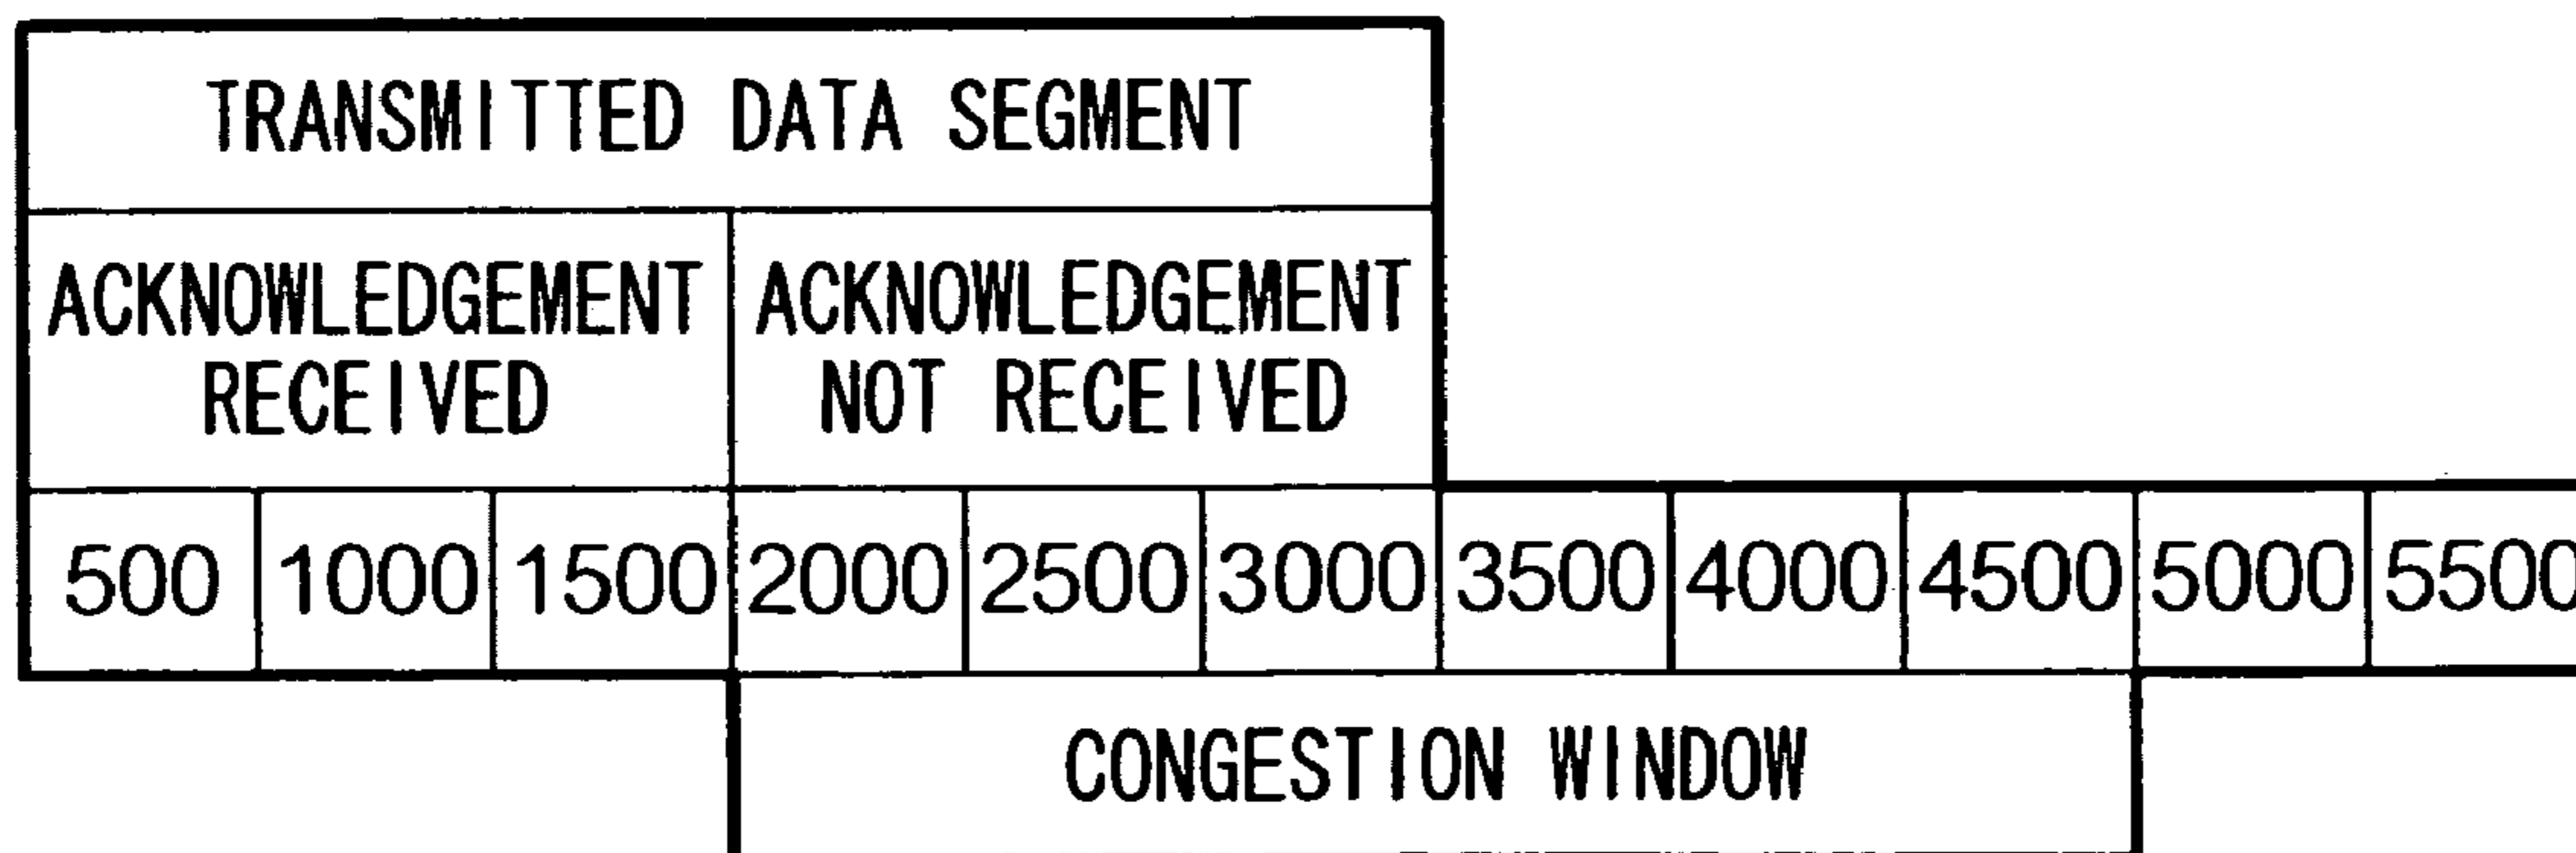 TRANSMITTED DATA SEGMENT
ACKNOWLEDGEMENT RECEIVED
ACKNOWLEDGEMENT NOT RECEIVED
500 1000 1500 2000 2500 3000 3500 4000 4500 5000 5500
CONGESTION WINDOW